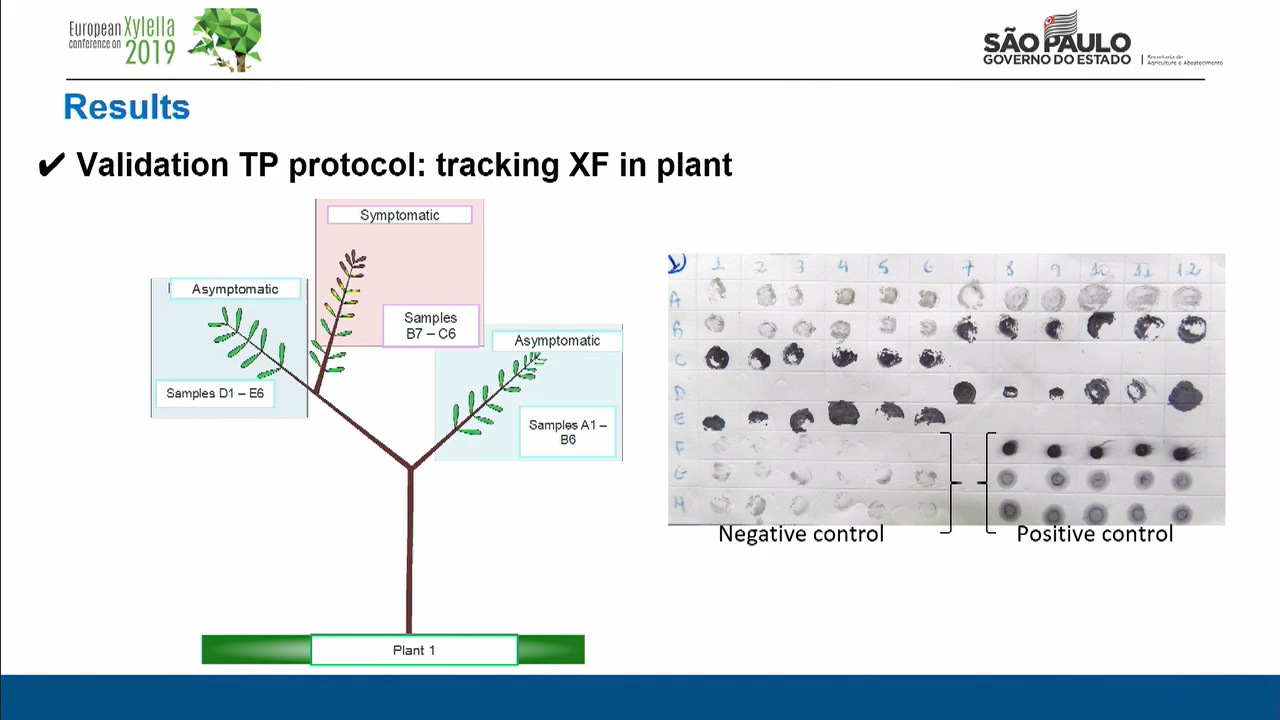 European Xylella
conference on 2019
SÃO PAULO
GOVERNO DO ESTADO
Secretaria de
Agricultura e Abastecimento
Results
✔ Validation TP protocol: tracking XF in plant
Symptomatic
Asymptomatic
Samples
B7 – C6
Asymptomatic
Samples D1 – E6
Samples A1 –
B6
Plant 1
1 2 3 4 5 6 7 8 9 10 11 12
A
B
C
D
E
F
G
H
Negative control
Positive control